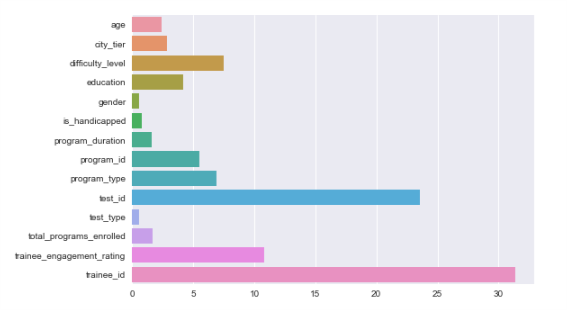 age
city_tier
difficulty_level
education
gender
is_handicapped
program_duration
program_id
program_type
test_id
test_type
total_programs_enrolled
trainee_engagement_rating
trainee_id
0 5 10 15 20 25 30